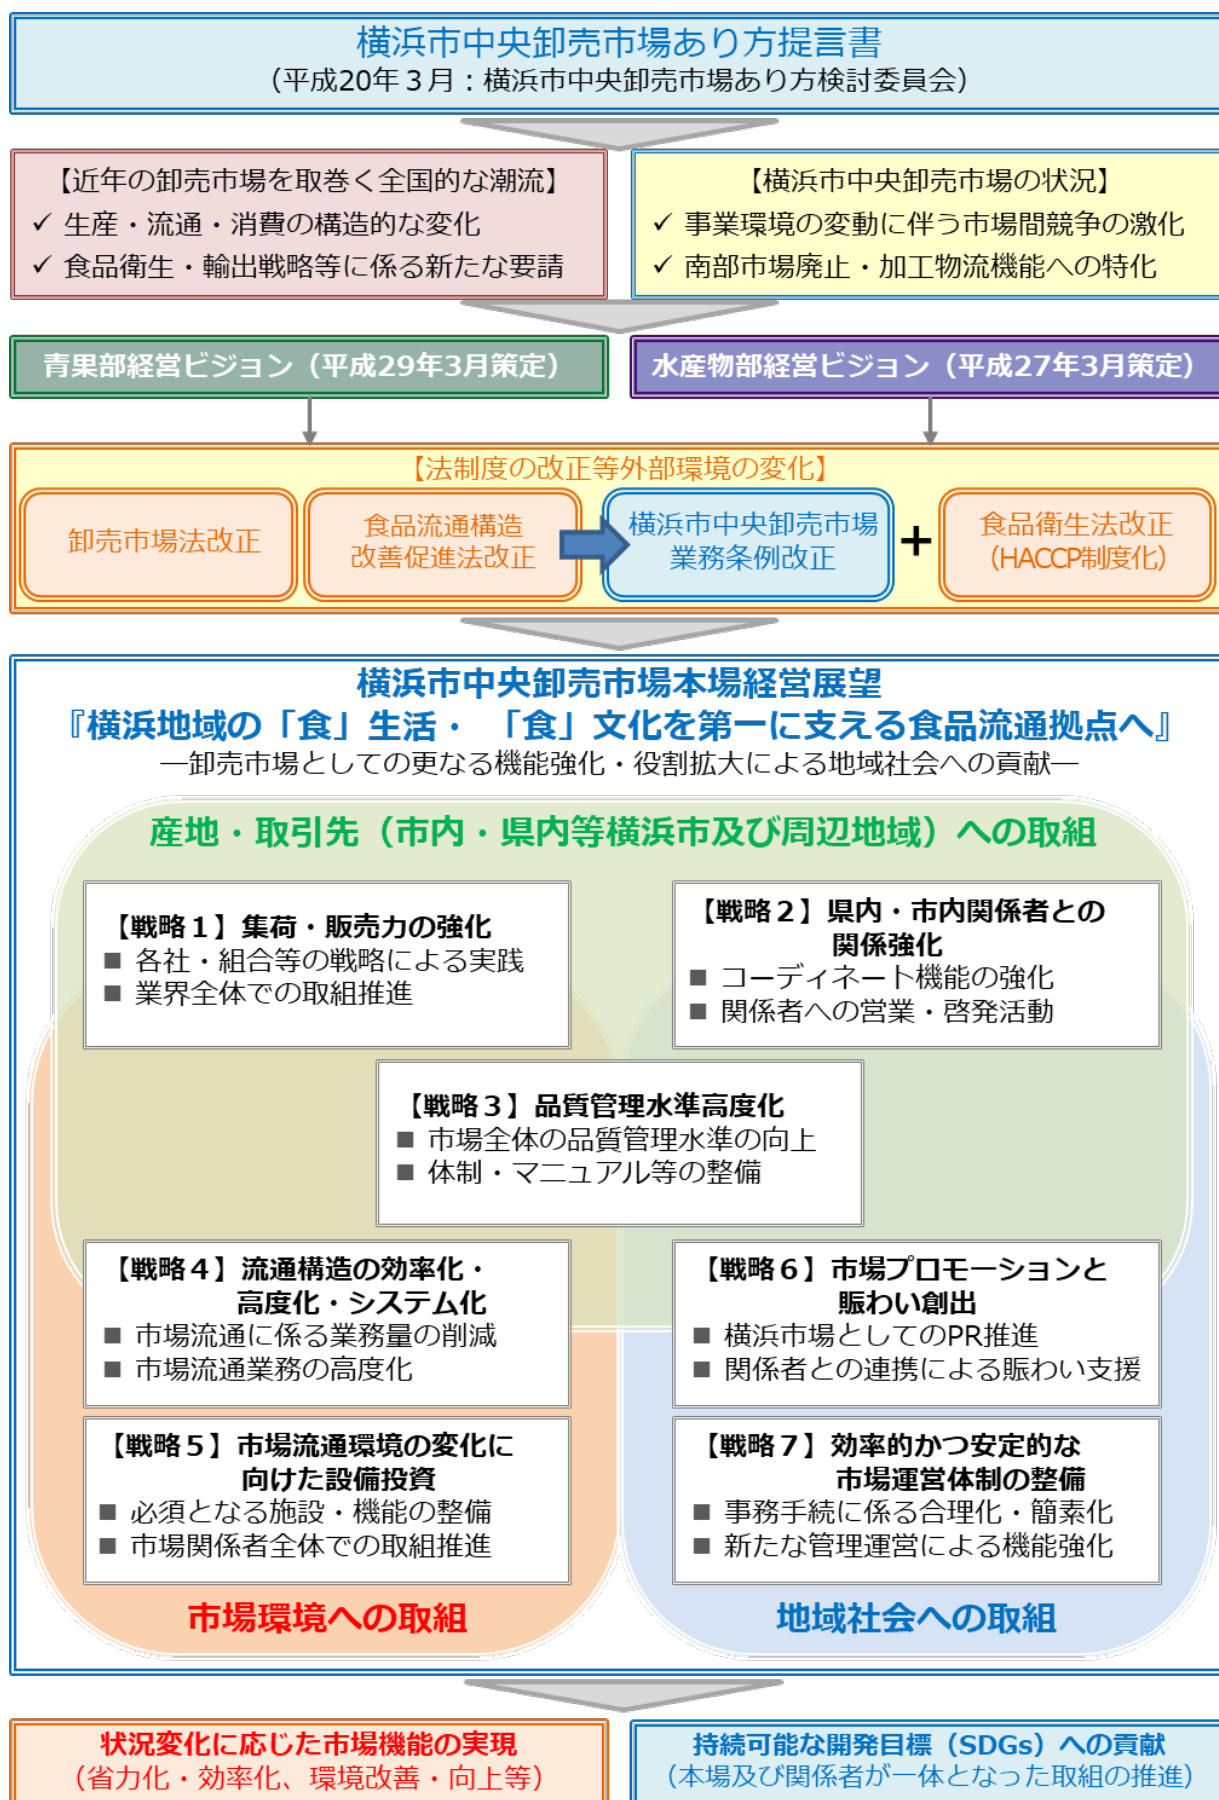 横浜市中央卸売市場あり方提言書
（平成20年３月：横浜市中央卸売市場あり方検討委員会）
【近年の卸売市場を取巻く全国的な潮流】
✓ 生産・流通・消費の構造的な変化
✓ 食品衛生・輸出戦略等に係る新たな要請
【横浜市中央卸売市場の状況】
✓ 事業環境の変動に伴う市場間競争の激化
✓ 南部市場廃止・加工物流機能への特化
青果部経営ビジョン（平成29年3月策定）
水産物部経営ビジョン（平成27年3月策定）
【法制度の改正等外部環境の変化】
卸売市場法改正
食品流通構造
改善促進法改正
横浜市中央卸売市場
業務条例改正
+
食品衛生法改正
（HACCP制度化）
横浜市中央卸売市場本場経営展望
『横浜地域の「食」生活・ 「食」文化を第一に支える食品流通拠点へ』
―卸売市場としての更なる機能強化・役割拡大による地域社会への貢献―
産地・取引先（市内・県内等横浜市及び周辺地域）への取組
【戦略１】集荷・販売力の強化
■ 各社・組合等の戦略による実践
■ 業界全体での取組推進
【戦略２】県内・市内関係者との
関係強化
■ コーディネート機能の強化
■ 関係者への営業・啓発活動
【戦略３】品質管理水準高度化
■ 市場全体の品質管理水準の向上
■ 体制・マニュアル等の整備
【戦略４】流通構造の効率化・
高度化・システム化
■ 市場流通に係る業務量の削減
■ 市場流通業務の高度化
【戦略６】市場プロモーションと
賑わい創出
■ 横浜市場としてのPR推進
■ 関係者との連携による賑わい支援
【戦略５】市場流通環境の変化に
向けた設備投資
■ 必須となる施設・機能の整備
■ 市場関係者全体での取組推進
【戦略７】効率的かつ安定的な
市場運営体制の整備
■ 事務手続に係る合理化・簡素化
■ 新たな管理運営による機能強化
市場環境への取組
地域社会への取組
状況変化に応じた市場機能の実現
（省力化・効率化、環境改善・向上等）
持続可能な開発目標（SDGs）への貢献
（本場及び関係者が一体となった取組の推進）